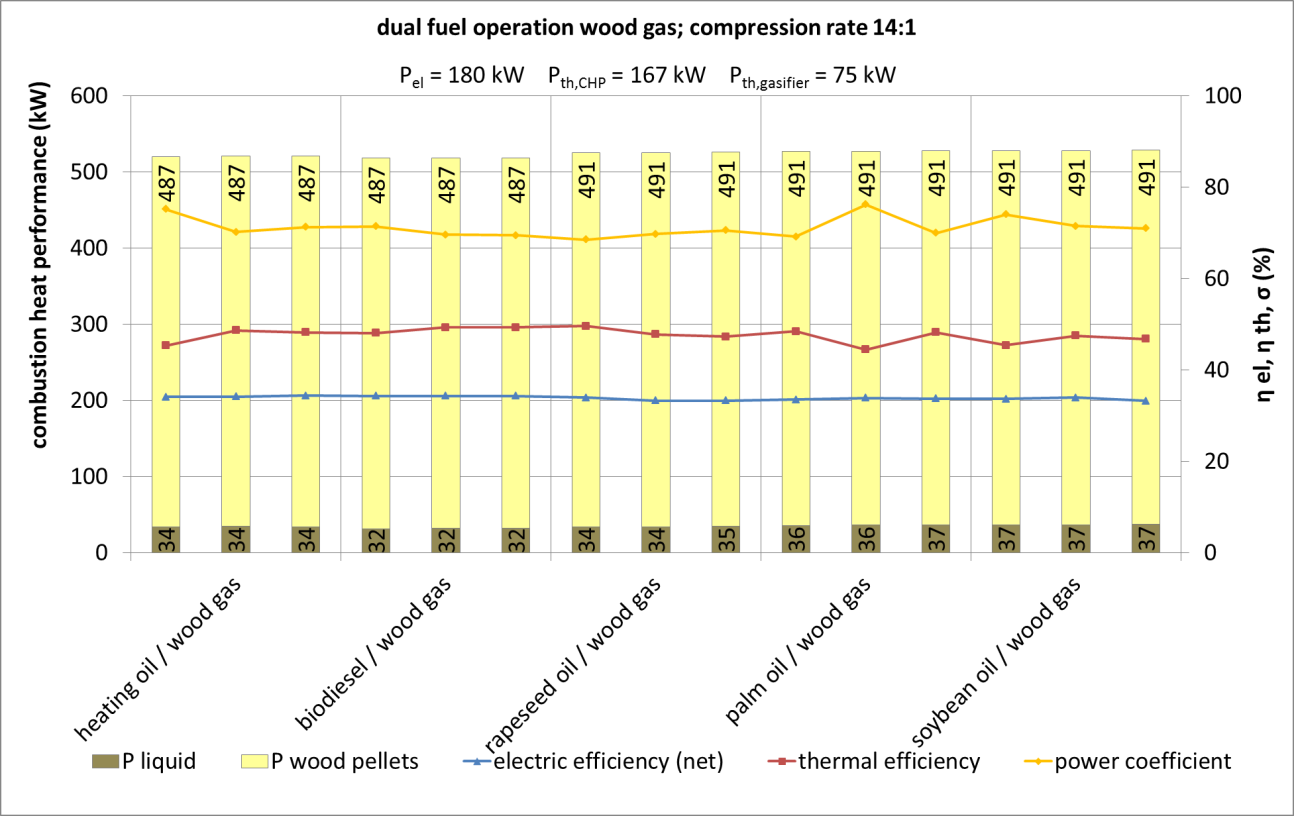 dual fuel operation wood gas; compression rate 14:1
Pel = 180 kW Pth,CHP = 167 kW Pth,gasifier = 75 kW
combustion heat performance (kW)
600
500
400
300
200
100
0
487 487 487 487 487 487 491 491 491 491 491 491 491 491 491
34 34 34 32 32 32 34 34 35 36 36 37 37 37 37
100
80
60
40
20
0
η el, η th, σ (%)
heating oil / wood gas
biodiesel / wood gas
rapeseed oil / wood gas
palm oil / wood gas
soybean oil / wood gas
P liquid P wood pellets electric efficiency (net) thermal efficiency power coefficient